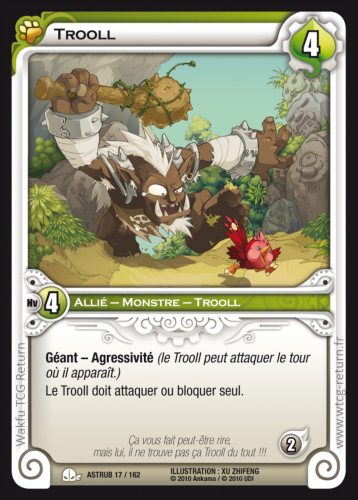 Trooll
4
Nv 4
Allié – Monstre – Trooll
Géant – Agressivité (le Trooll peut attaquer le tour
où il apparaît.)
Le Trooll doit attaquer ou bloquer seul.
Ça vous fait peut-être rire,
mais lui, il ne trouve pas ça Troll du tout !!!
2
ASTRUB 17 / 162
ILLUSTRATION : XU ZHIFENG
© 2010 Ankama / © 2010 UDI
Wakfu TCG Return
www.wtcg-return.fr